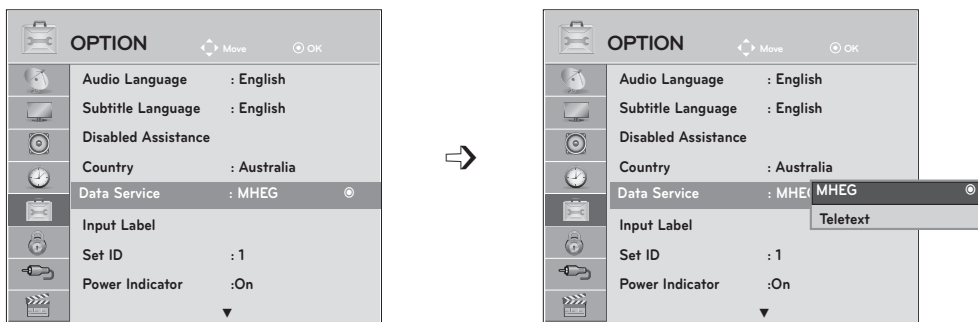 OPTION
Move
OK
Audio Language : English
Subtitle Language : English
Disabled Assistance
Country : Australia
Data Service : MHEG
Input Label
Set ID : 1
Power Indicator :On
OPTION
Move
OK
Audio Language : English
Subtitle Language : English
Disabled Assistance
Country : Australia
Data Service : MHEG
MHEG
Teletext
Input Label
Set ID : 1
Power Indicator :On